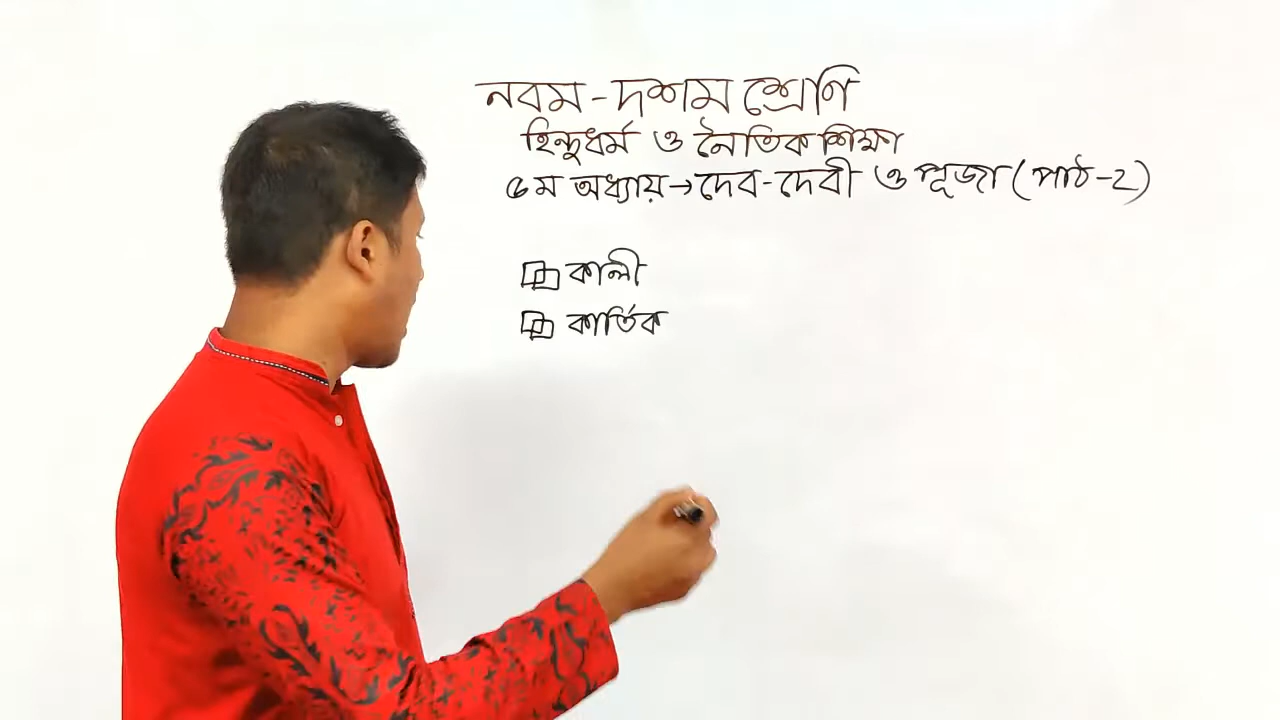 নবম - দশম শ্রেণি
হিন্দুধর্ম ও নৈতিক শিক্ষা
৫ম অধ্যায় → দেব-দেবী ও পূজা (পাঠ-2)
কালী
কার্তিক